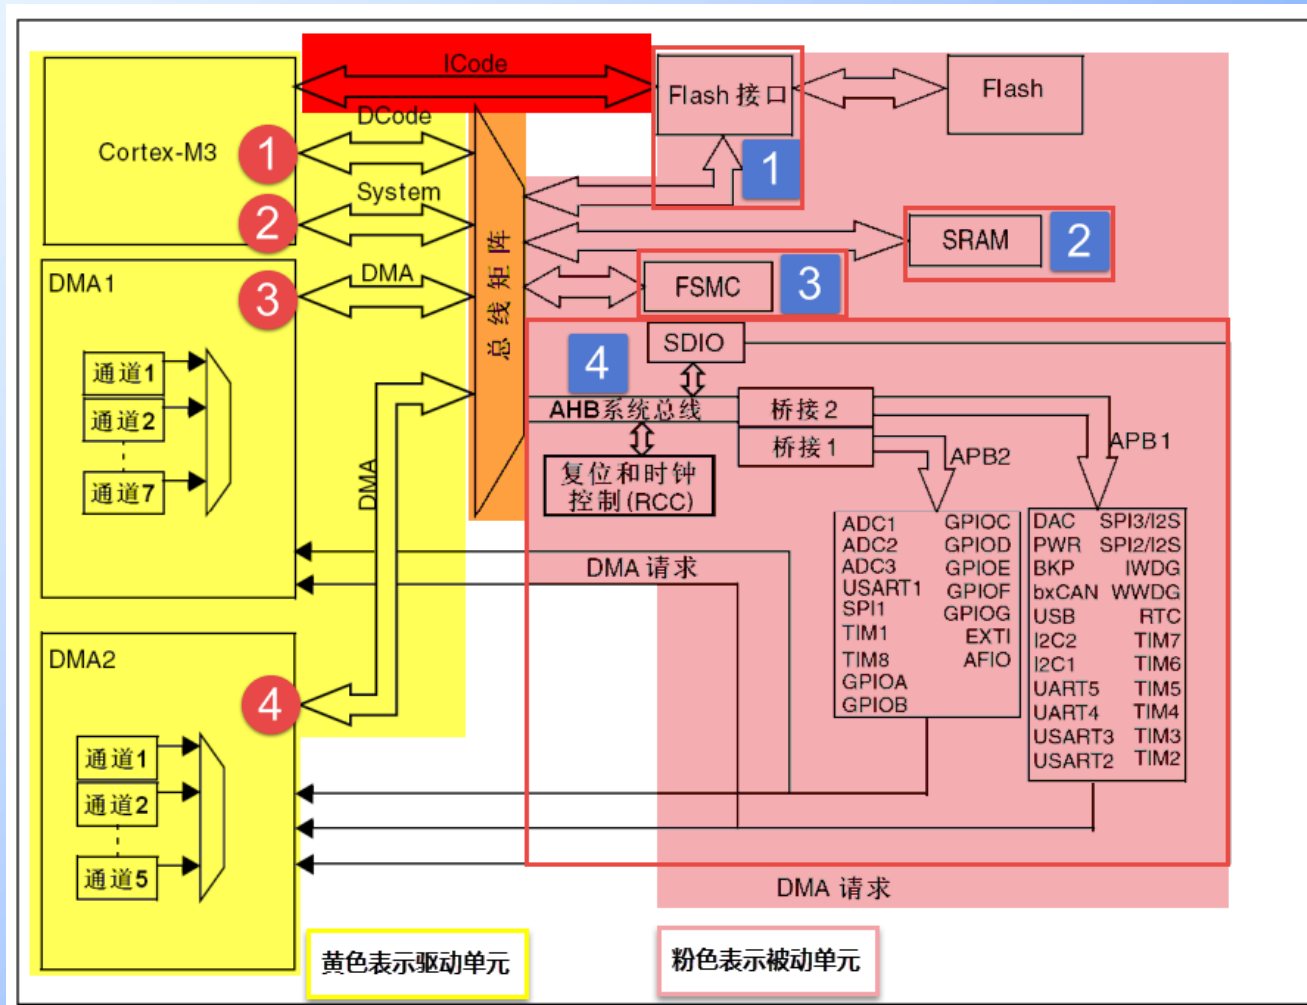 ICode
Flash 接口
Flash
DCode
Cortex-M3
1
1
System
2
SRAM
2
DMA1
DMA
3
FSMC
3
总线矩阵
SDIO
4
通道1
通道2
通道7
AHB系统总线
桥接2
桥接1
APB2
APB1
复位和时钟
控制(RCC)
DMA
DMA 请求
ADC1 GPIOC
ADC2 GPIOD
ADC3 GPIOE
USART1 GPIOF
SPI1 GPIOG
TIM1 EXTI
TIM8 AFIO
GPIOA
GPIOB
DAC SPI3/I2S
PWR SPI2/I2S
BKP IWDG
bxCAN WWDG
USB RTC
I2C2 TIM7
I2C1 TIM6
UART5 TIM5
UART4 TIM4
USART3 TIM3
USART2 TIM2
DMA2
4
通道1
通道2
通道5
DMA 请求
黄色表示驱动单元
粉色表示被动单元